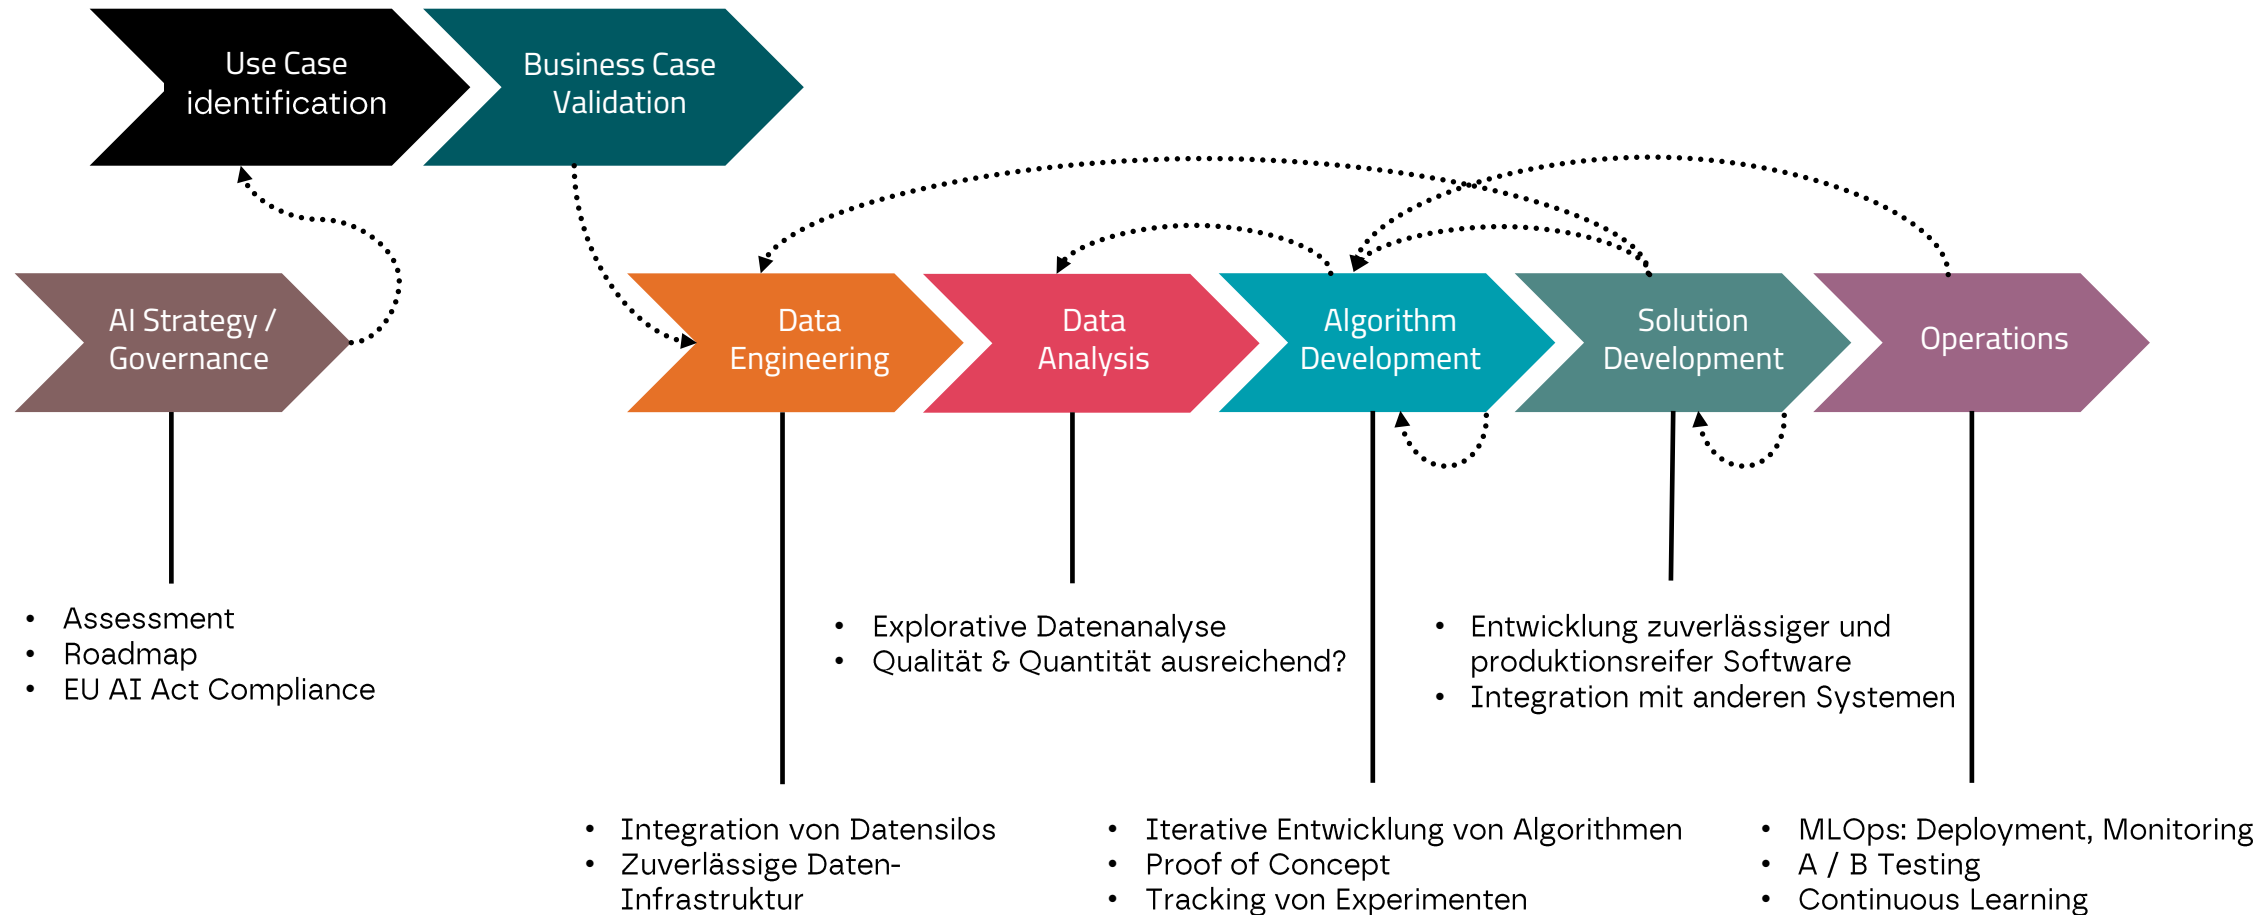 Use Case
identification
Business Case
Validation
AI Strategy /
Governance
Data
Engineering
Data
Analysis
Algorithm
Development
Solution
Development
Operations
• Assessment
• Roadmap
• EU AI Act Compliance
• Explorative Datenanalyse
• Qualität & Quantität ausreichend?
• Entwicklung zuverlässiger und
produktionsreifer Software
• Integration mit anderen Systemen
• Integration von Datensilos
• Zuverlässige Daten-
Infrastruktur
• Iterative Entwicklung von Algorithmen
• Proof of Concept
• Tracking von Experimenten
• MLOps: Deployment, Monitoring
• A / B Testing
• Continuous Learning